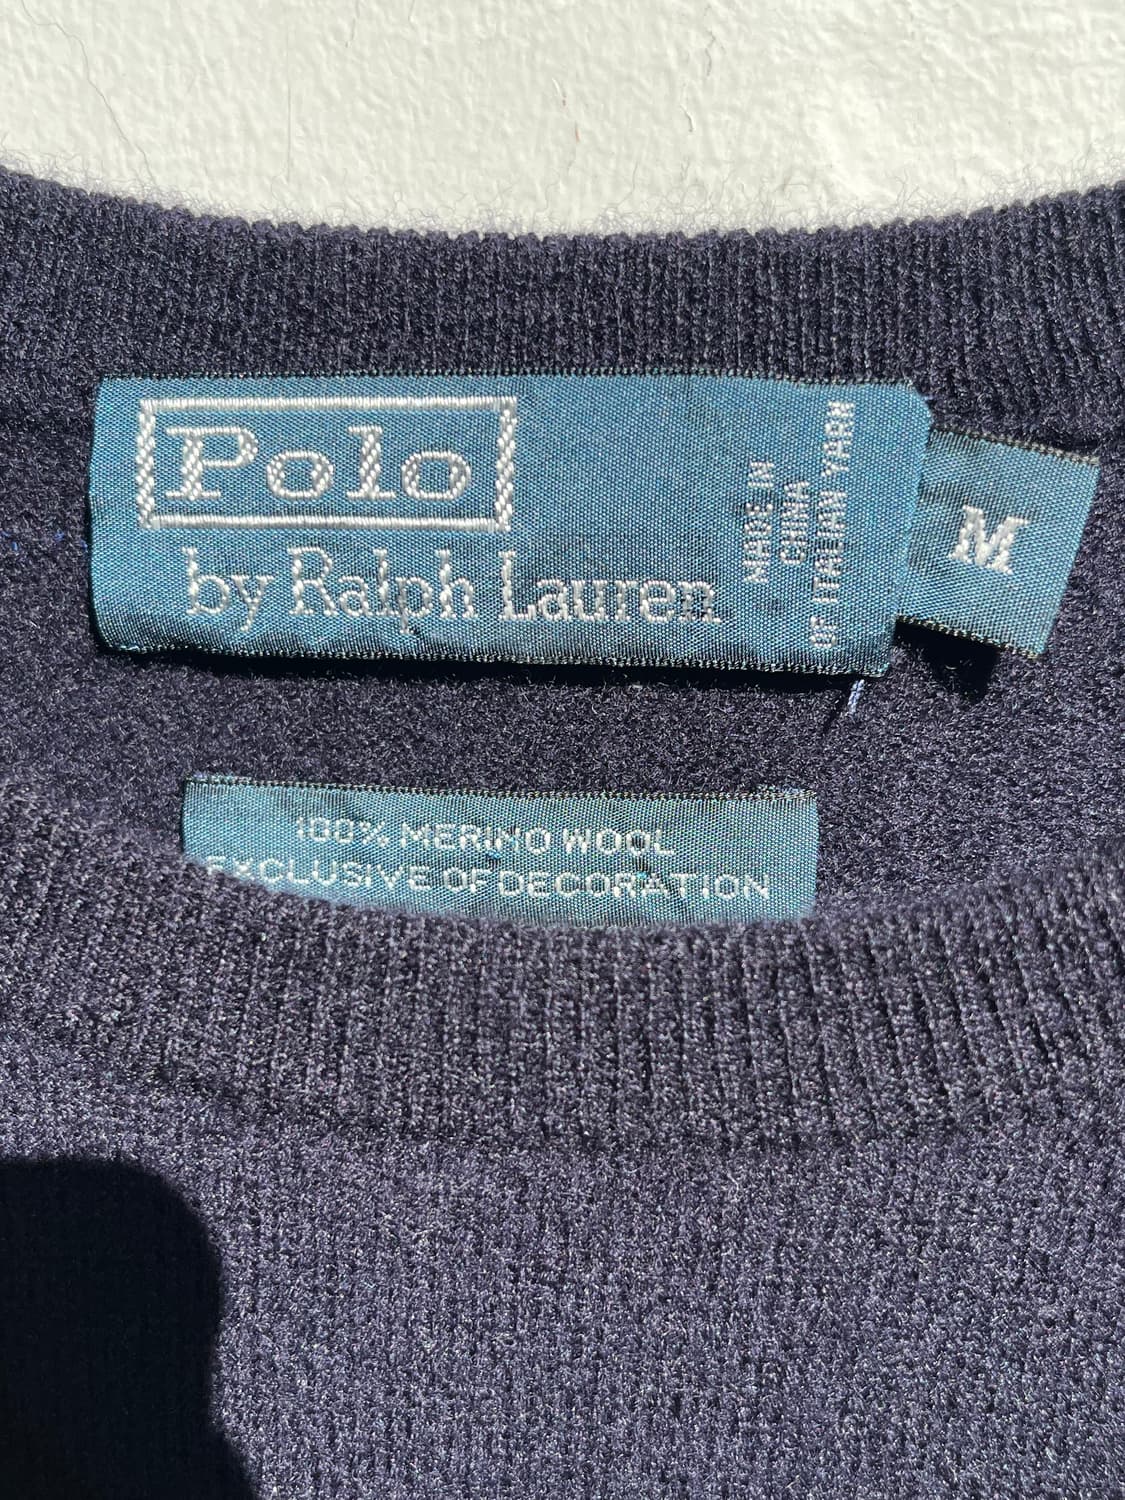 Polo
by Ralph Lauren
MADE IN
CHINA
OF ITALIAN YARN
M
100% MERINO WOOL
EXCLUSIVE OF DECORATION